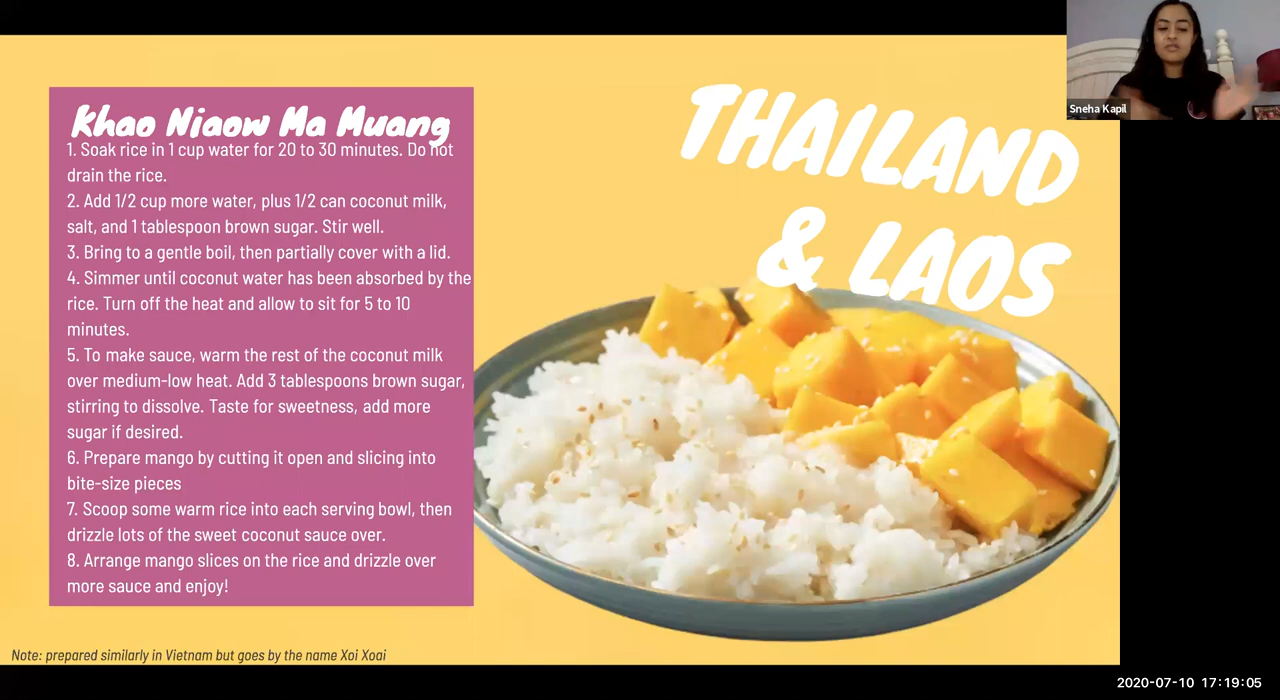 Khao Niaow Ma Muang
1. Soak rice in 1 cup water for 20 to 30 minutes. Do not
drain the rice.
2. Add 1/2 cup more water, plus 1/2 can coconut milk,
salt, and 1 tablespoon brown sugar. Stir well.
3. Bring to a gentle boil, then partially cover with a lid.
4. Simmer until coconut water has been absorbed by the
rice. Turn off the heat and allow to sit for 5 to 10
minutes.
5. To make sauce, warm the rest of the coconut milk
over medium-low heat. Add 3 tablespoons brown sugar,
stirring to dissolve. Taste for sweetness, add more
sugar if desired.
6. Prepare mango by cutting it open and slicing into
bite-size pieces
7. Scoop some warm rice into each serving bowl, then
drizzle lots of the sweet coconut sauce over.
8. Arrange mango slices on the rice and drizzle over
more sauce and enjoy!
Note: prepared similarly in Vietnam but goes by the name Xoi Xoai
THAILAND
& LAOS
Sneha Kapil
2020-07-10 17:19:05